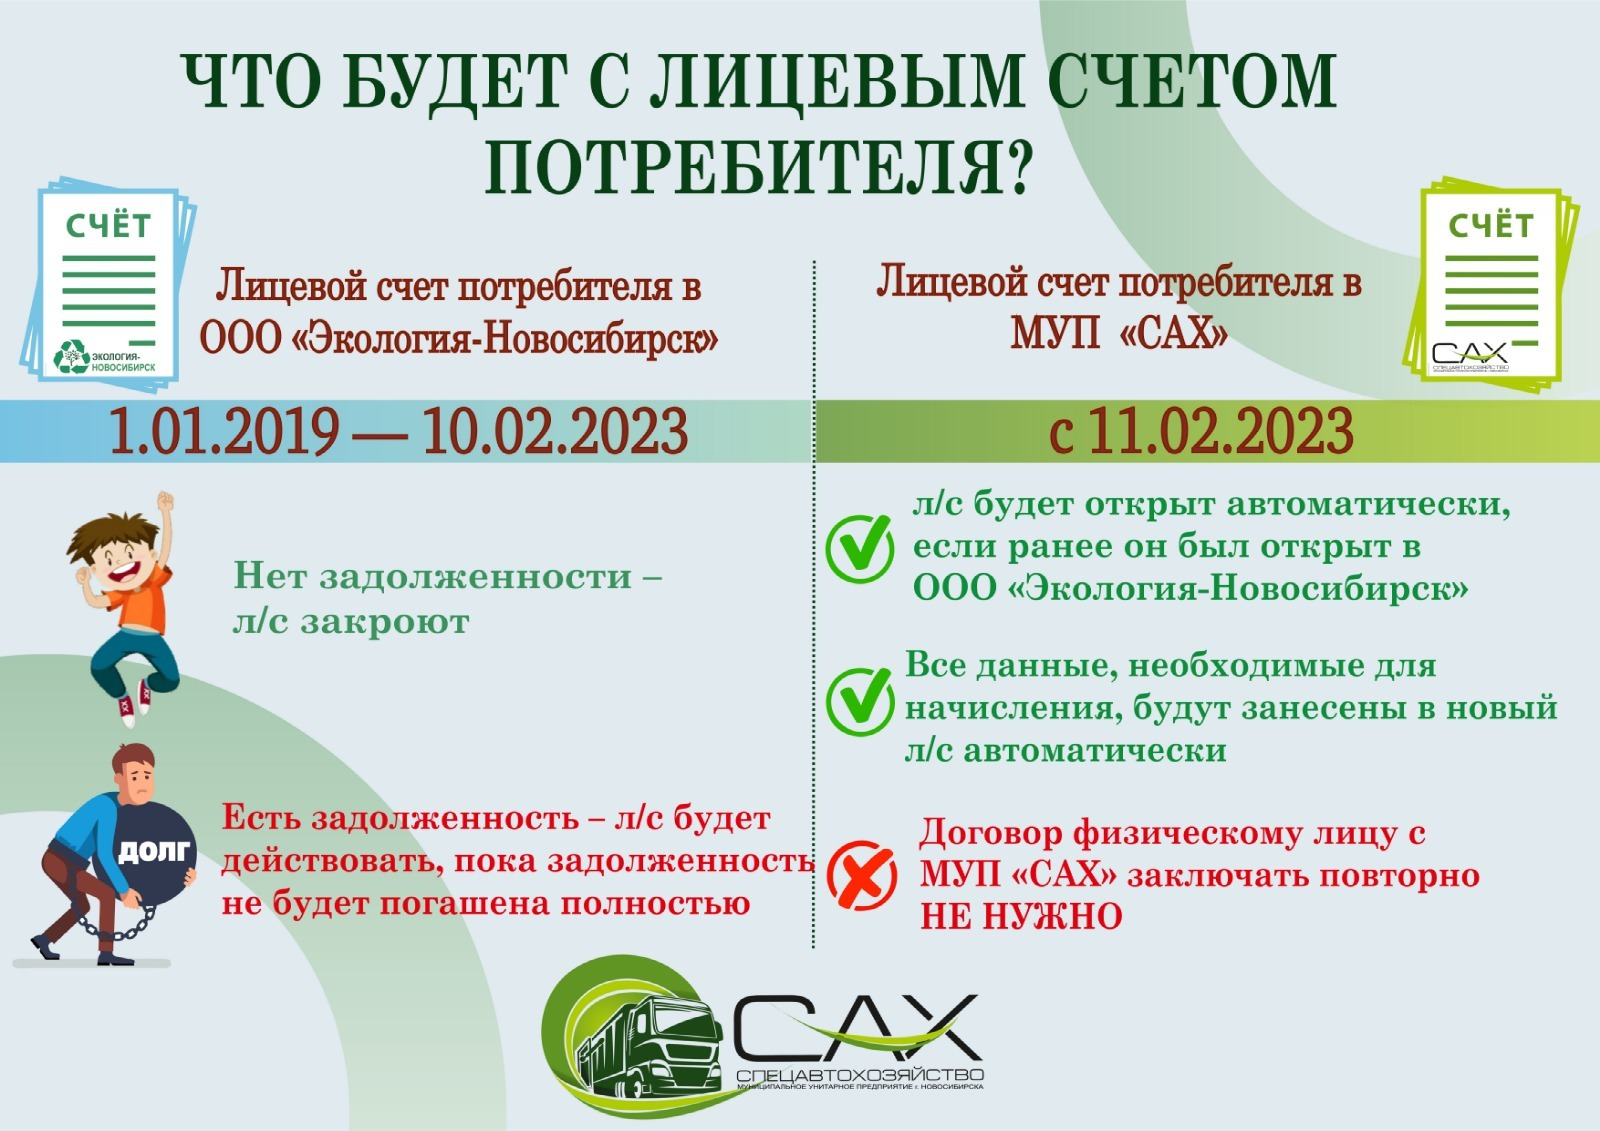 ЧТО БУДЕТ С ЛИЦЕВЫМ СЧЕТОМ
ПОТРЕБИТЕЛЯ?
СЧЁТ
ЭКОЛОГИЯ-
НОВОСИБИРСК
Лицевой счет потребителя в
ООО «Экология-Новосибирск»
1.01.2019 — 10.02.2023
Нет задолженности –
л/с закроют
ДОЛГ
Есть задолженность – л/с будет
действовать, пока задолженность
не будет погашена полностью
Лицевой счет потребителя в
МУП «САХ»
СЧЁТ
САХ
СПЕЦАВТОХОЗЯЙСТВО
с 11.02.2023
л/с будет открыт автоматически,
если ранее он был открыт в
ООО «Экология-Новосибирск»
Все данные, необходимые для
начисления, будут занесены в новый
л/с автоматически
Договор физическому лицу с
МУП «САХ» заключать повторно
НЕ НУЖНО
САХ
СПЕЦАВТОХОЗЯЙСТВО
МУНИЦИПАЛЬНОЕ УНИТАРНОЕ ПРЕДПРИЯТИЕ г. НОВОСИБИРСКА